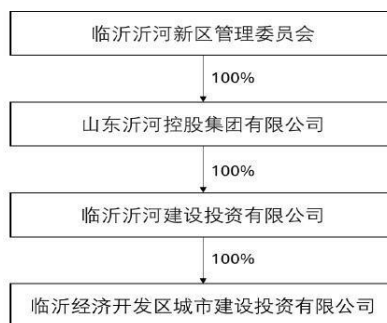 临沂沂河新区管理委员会
100%
山东沂河控股集团有限公司
100%
临沂沂河建设投资有限公司
100%
临沂经济开发区城市建设投资有限公司